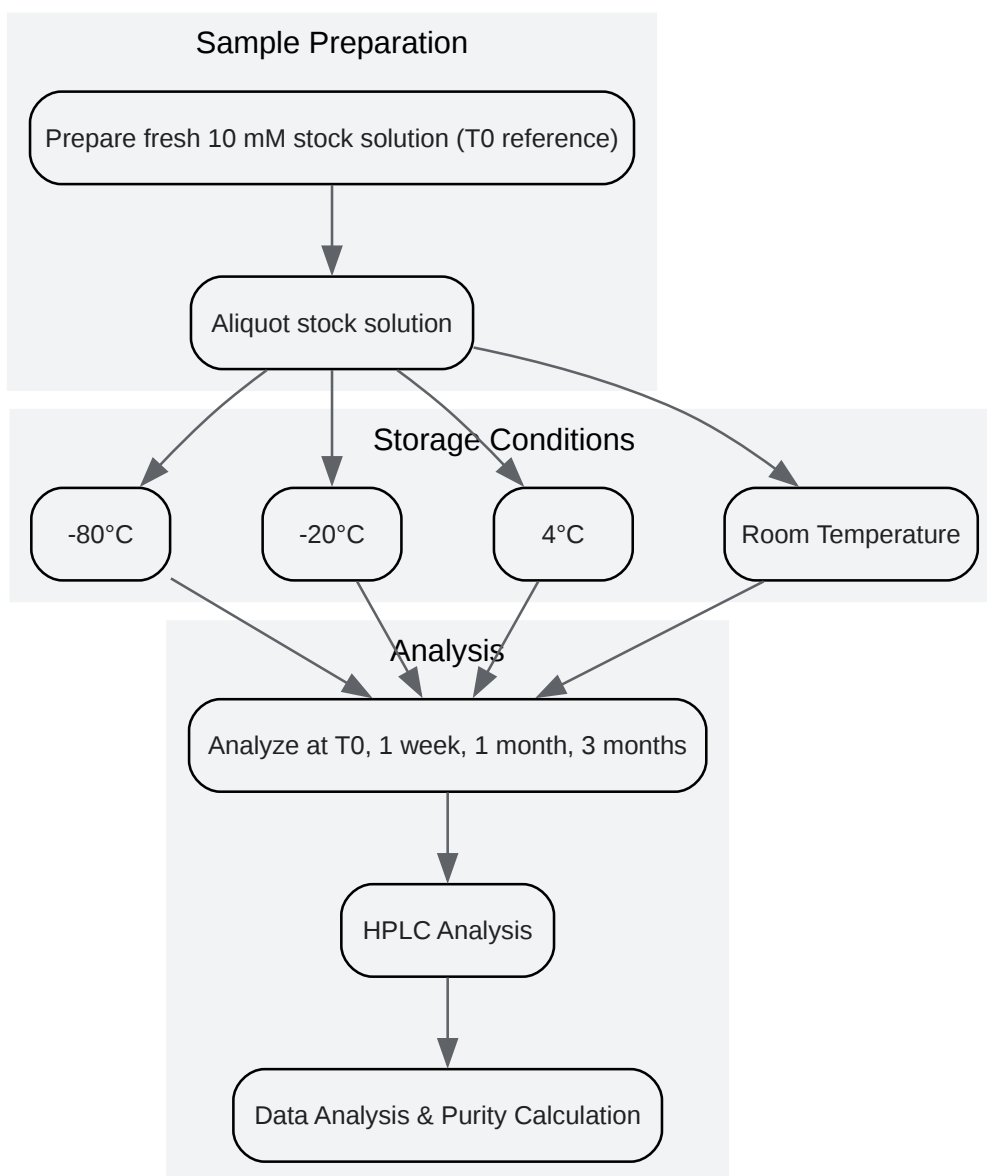 Sample Preparation
Prepare fresh 10 mM stock solution (T0 reference)
Aliquot stock solution
Storage Conditions
-80°C
-20°C
4°C
Room Temperature
Analysis
Analyze at T0, 1 week, 1 month, 3 months
HPLC Analysis
Data Analysis & Purity Calculation